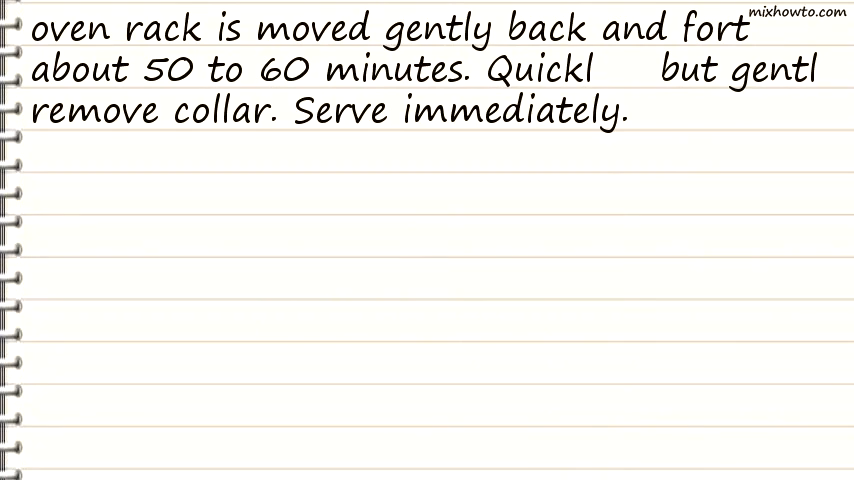 mixhowto.com
oven rack is moved gently back and fort
about 50 to 60 minutes. Quickl but gentl
remove collar. Serve immediately.